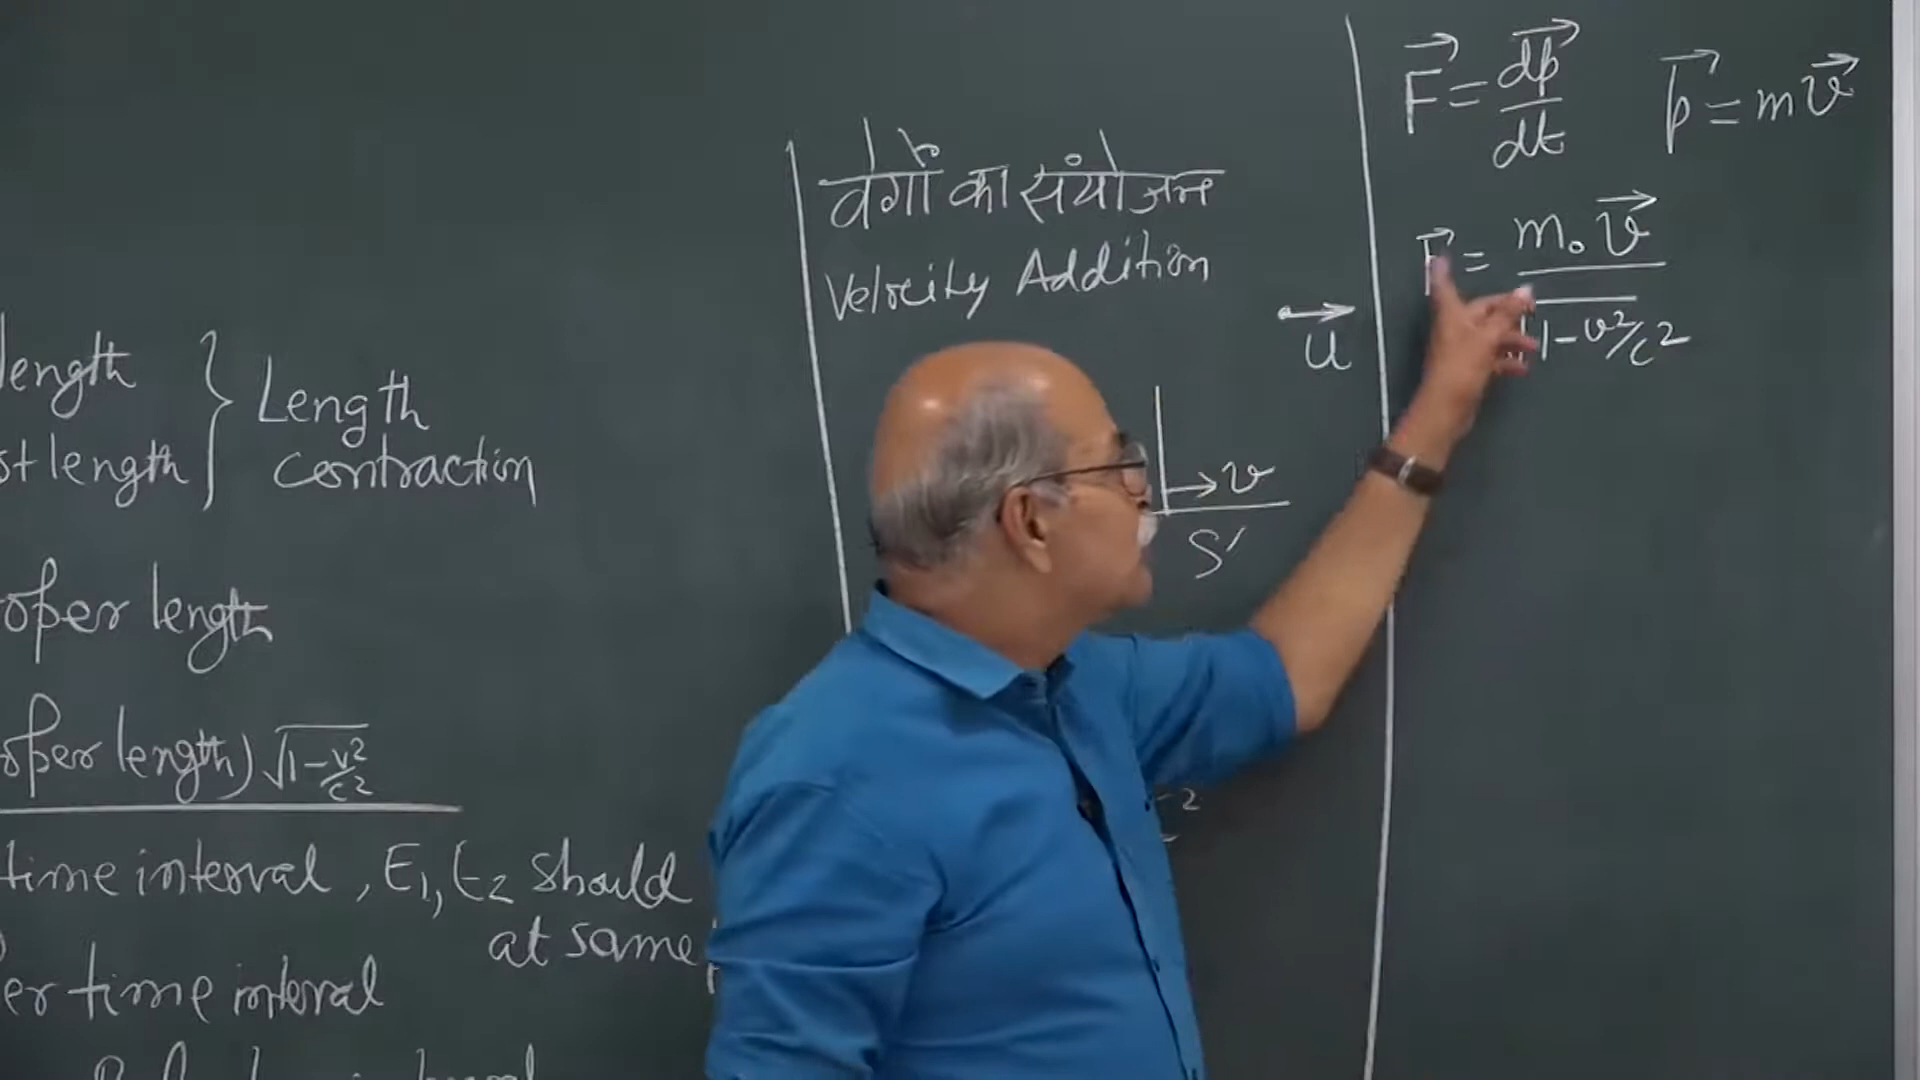 length } Length
st length } contraction
oper length
oper length) √1-v²/c²
time interval, E1, E2 should
at same
er time interval
वेगों का संयोजन
Velocity Addition
u
→v
S′
F⃗ = dp⃗/dt p⃗ = mv⃗
= m₀v⃗/√1-v²/c²